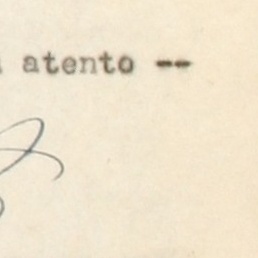 atento --